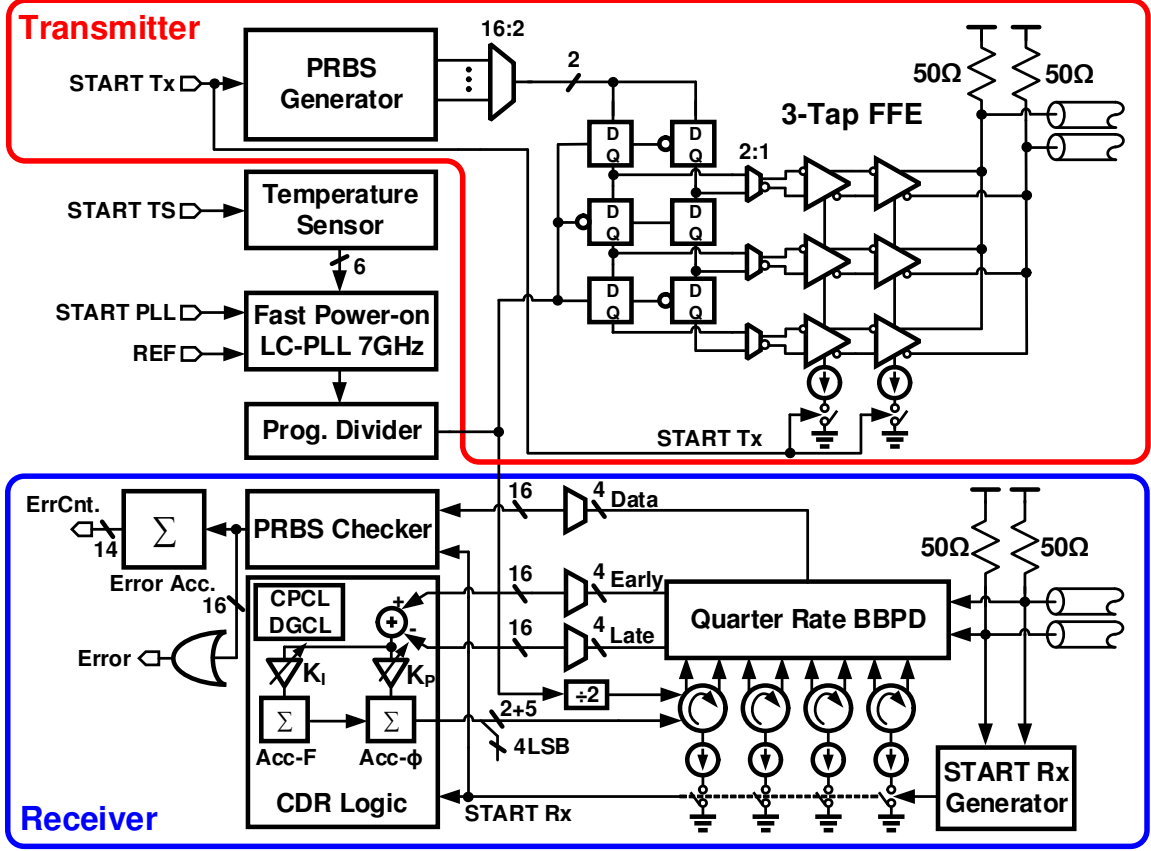 Transmitter
START Tx
PRBS
Generator
16:2
2
50Ω
50Ω
3-Tap FFE
D
Q
D
Q
2:1
START TS
Temperature
Sensor
D
Q
D
Q
6
START PLL
REF
Fast Power-on
LC-PLL 7GHz
D
Q
D
Q
Prog. Divider
START Tx
ErrCnt.
14
Σ
Error Acc.
16
Error
PRBS Checker
16
4
Data
50Ω
50Ω
CPCL
DGCL
+
+
-
16
4
Early
16
4
Late
Quarter Rate BBPD
KI
KP
÷2
Σ
Σ
2+5
4LSB
Acc-F
Acc-ϕ
CDR Logic
START Rx
START Rx
Generator
Receiver